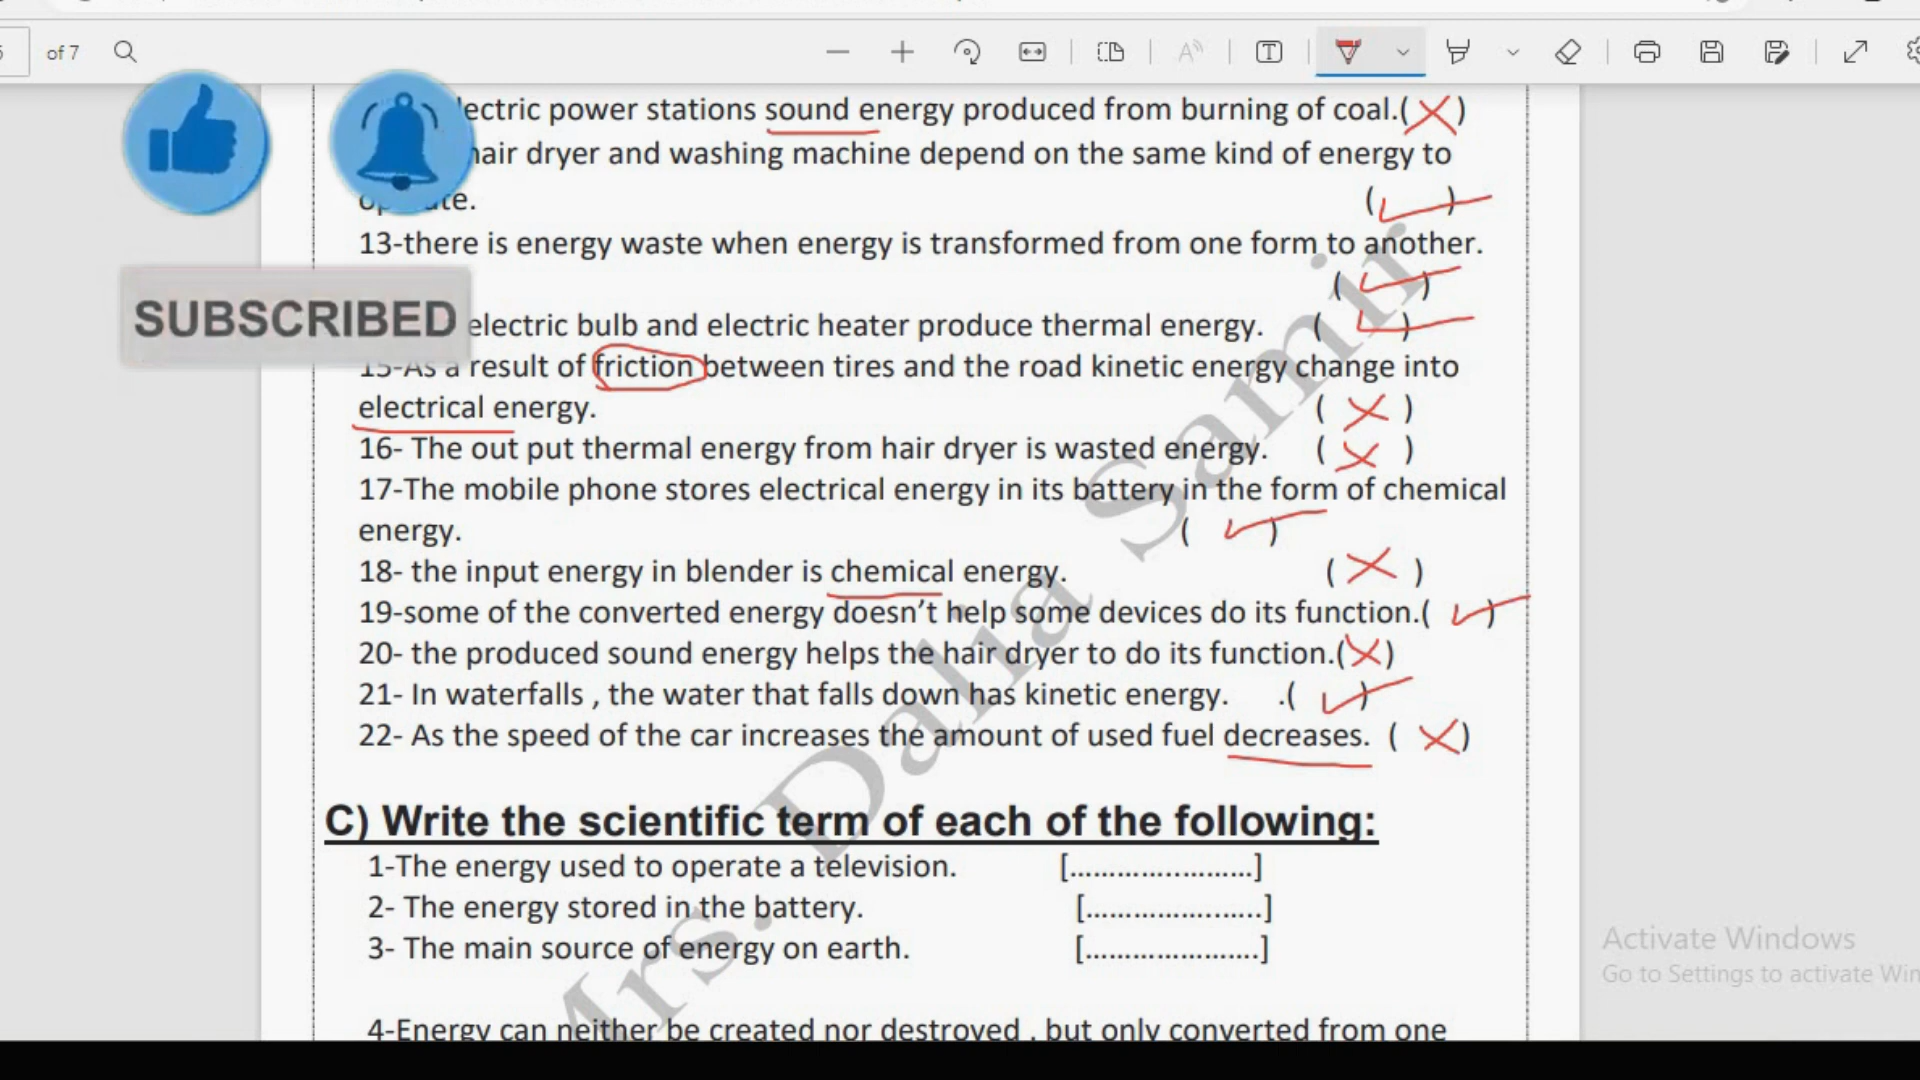 of 7
ectric power stations sound energy produced from burning of coal.( )
hair dryer and washing machine depend on the same kind of energy to
( )
13-there is energy waste when energy is transformed from one form to another.
( )
SUBSCRIBED
electric bulb and electric heater produce thermal energy. ( )
15-As a result of friction between tires and the road kinetic energy change into
electrical energy. ( )
16- The out put thermal energy from hair dryer is wasted energy. ( )
17-The mobile phone stores electrical energy in its battery in the form of chemical
energy. ( )
18- the input energy in blender is chemical energy. ( )
19-some of the converted energy doesn’t help some devices do its function.( )
20- the produced sound energy helps the hair dryer to do its function.( )
21- In waterfalls , the water that falls down has kinetic energy. .( )
22- As the speed of the car increases the amount of used fuel decreases. ( )
C) Write the scientific term of each of the following:
1-The energy used to operate a television. [.....................]
2- The energy stored in the battery. [.....................]
3- The main source of energy on earth. [.....................]
4-Energy can neither be created nor destroyed , but only converted from one
Mrs. Dalia Samir
Activate Windows
Go to Settings to activate Win